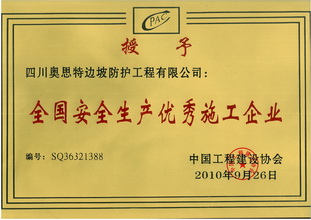 PAC
授予
四川奥思特边坡防护工程有限公司：
全国安全生产优秀施工企业
编号：SQ36321388
中国工程建设协会
2010年9月26日